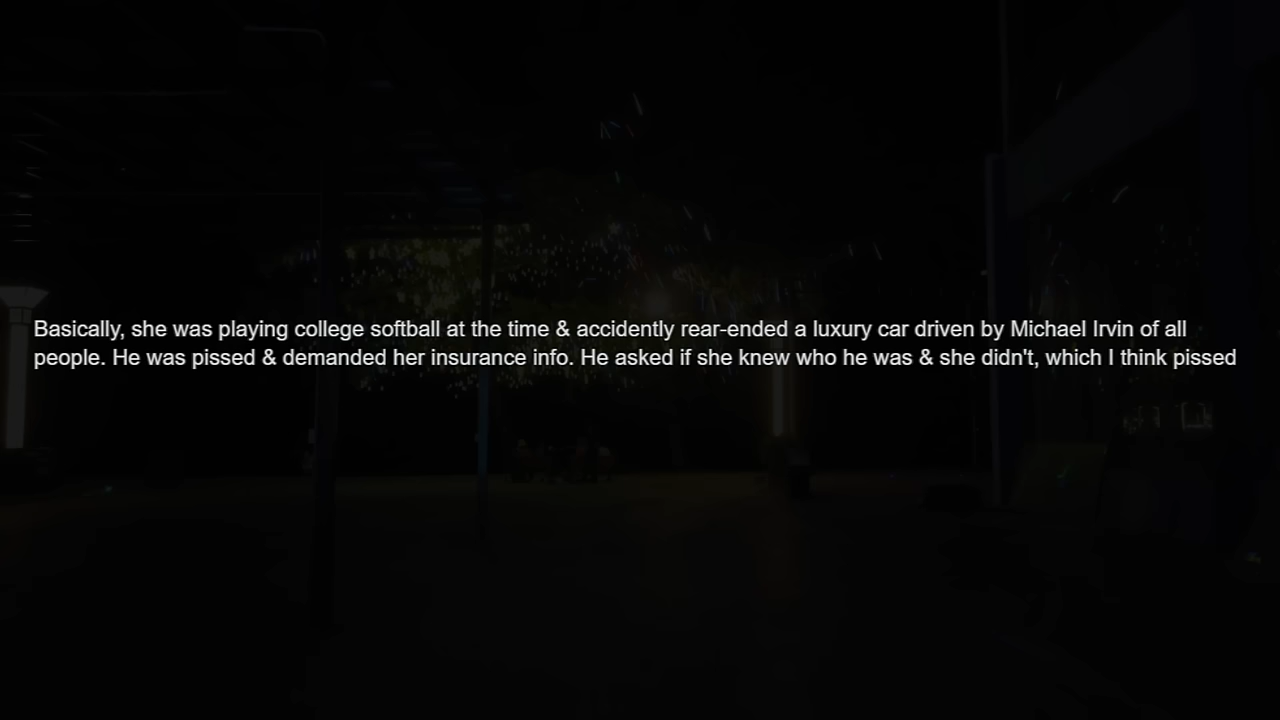 Basically, she was playing college softball at the time & accidently rear-ended a luxury car driven by Michael Irvin of all
people. He was pissed & demanded her insurance info. He asked if she knew who he was & she didn't, which I think pissed